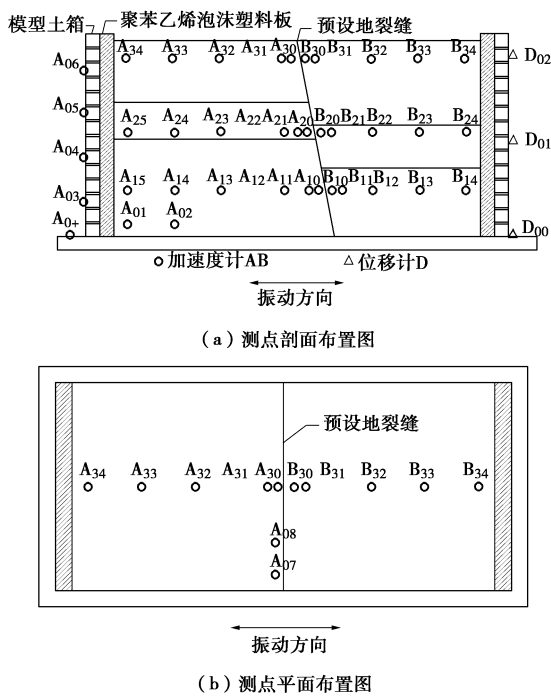 模型土箱 聚苯乙烯泡沫塑料板 预设地裂缝
A34 A33 A32 A31 A30 B30 B31 B32 B33 B34
A06 D02
A05
A25 A24 A23 A22 A21 A20 B20 B21 B22 B23 B24
D01
A04
A15 A14 A13 A12 A11 A10 B10 B11 B12 B13 B14
A03
A01 A02
A0+ D00
加速度计AB 位移计D
振动方向
(a)测点剖面布置图
预设地裂缝
A34 A33 A32 A31 A30 B30 B31 B32 B33 B34
A08
A07
振动方向
(b)测点平面布置图